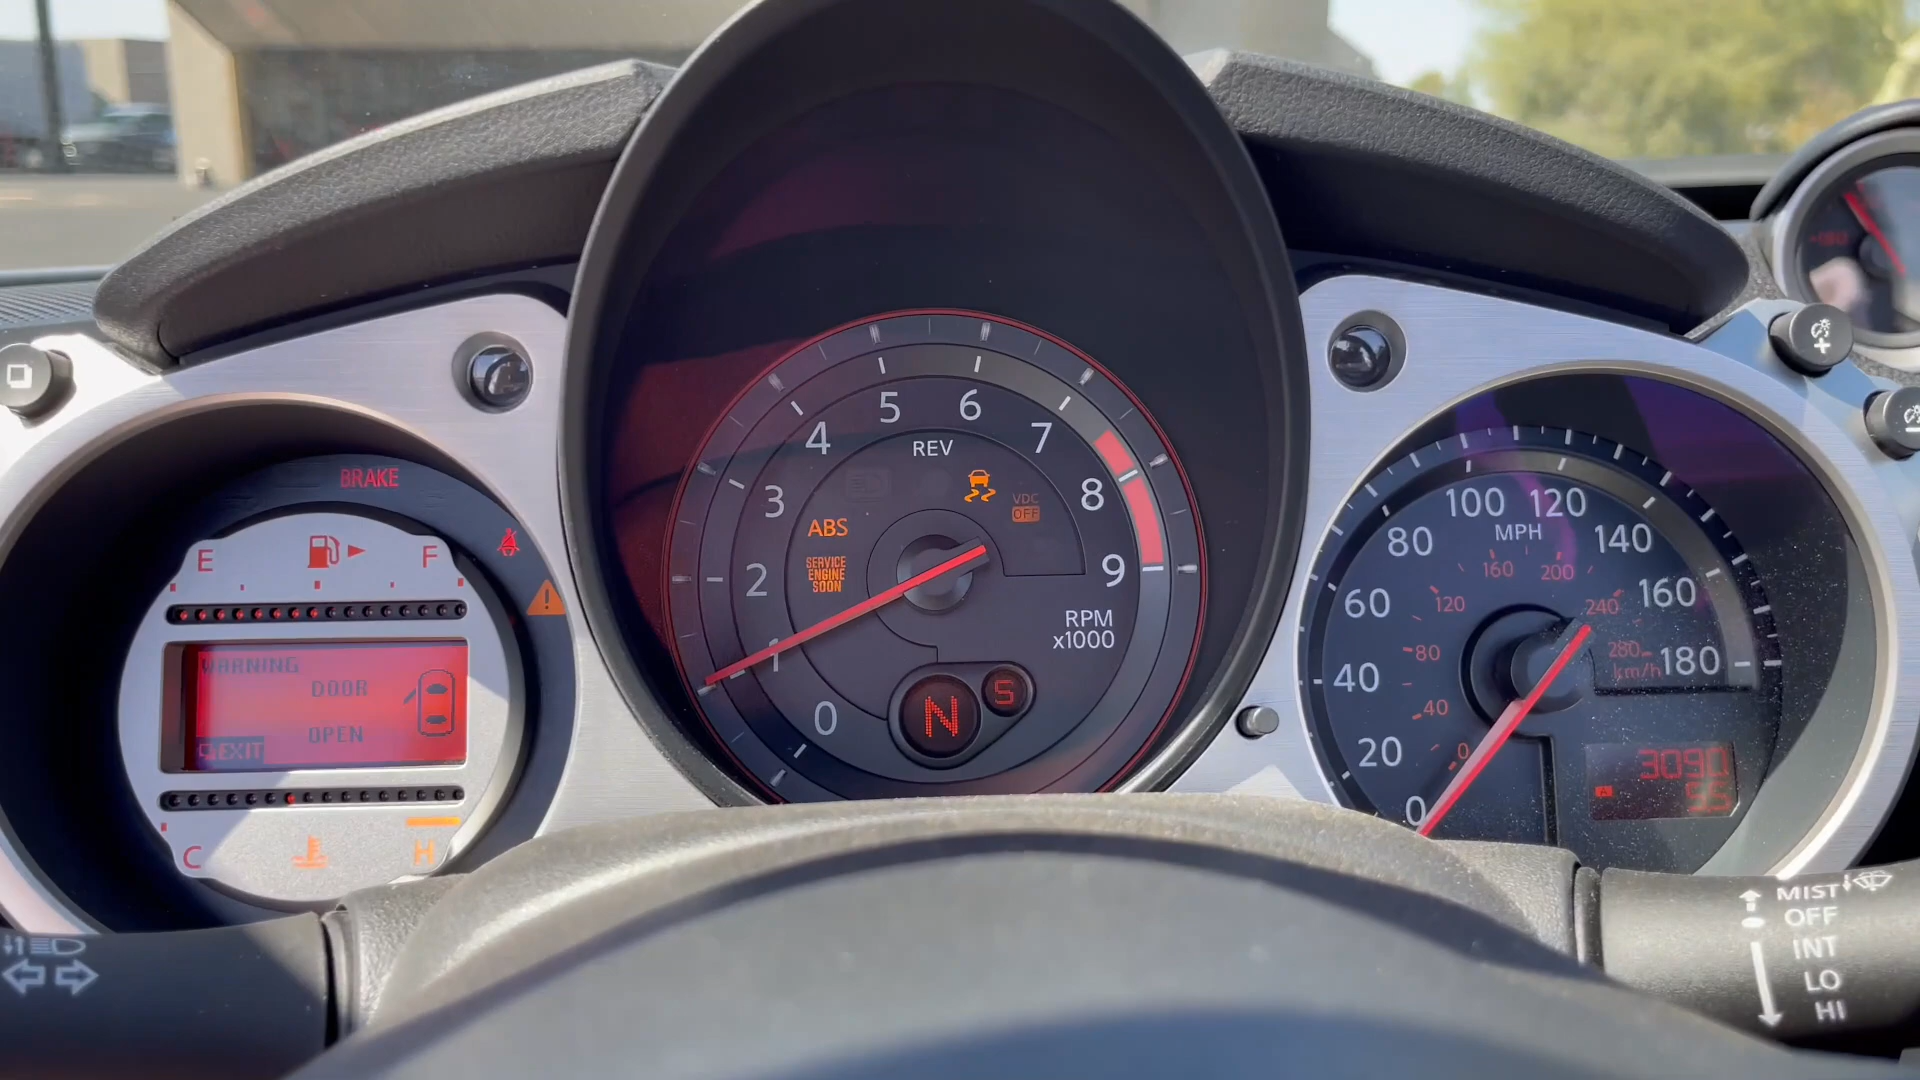 BRAKE
E F
WARNING
DOOR
OPEN
EXIT
C H
REV
0 1 2 3 4 5 6 7 8 9
ABS
SERVICE
ENGINE
SOON
VDC
OFF
RPM
x1000
N S
MPH
0 20 40 60 80 100 120 140 160 180
0 40 80 120 160 200 240 280
km/h
3090
A 55
MIST
OFF
INT
LO
HI